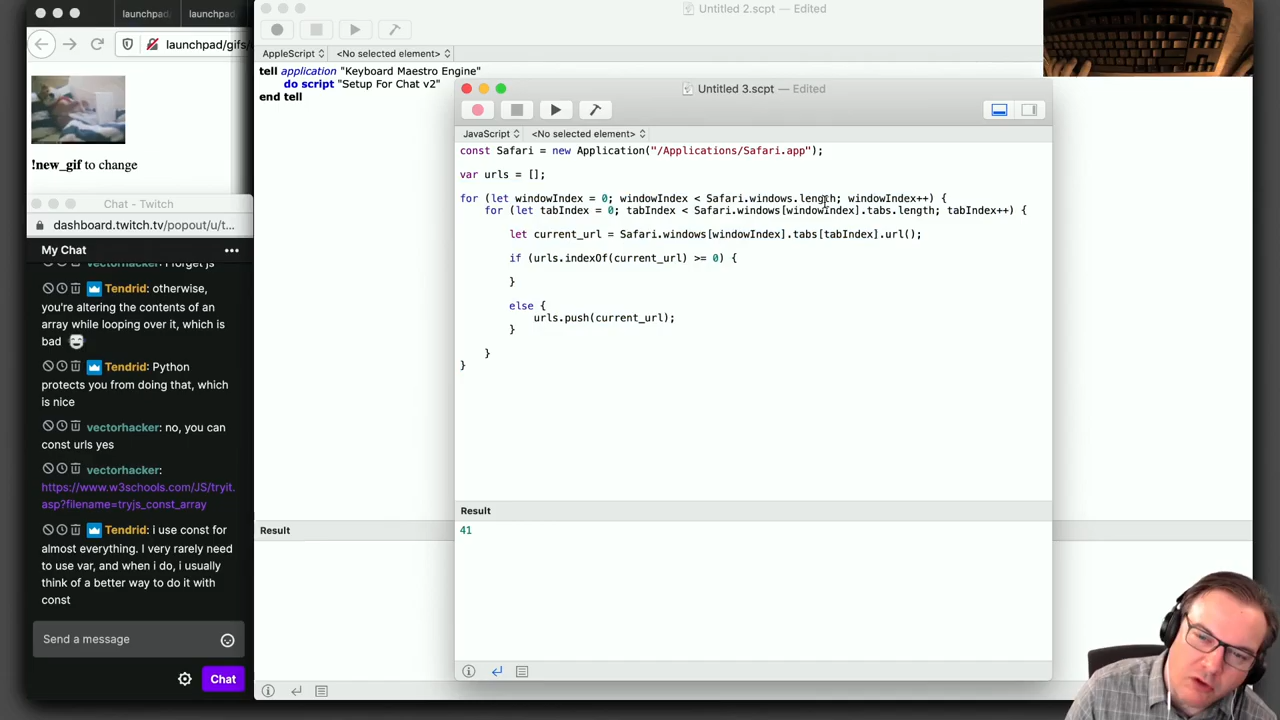 launchpad/
launchpad/
launchpad/gifs/
!new_gif to change
My Chat - Twitch
dashboard.twitch.tv/popout/u/t...
My Chat
Tendrid: otherwise,
you're altering the contents of an
array while looping over it, which is
bad
Tendrid: Python
protects you from doing that, which
is nice
vectorhacker: no, you can
const urls yes
vectorhacker:
https://www.w3schools.com/JS/tryit.
asp?filename=tryjs_const_array
Tendrid: i use const for
almost everything. I very rarely need
to use var, and when i do, i usually
think of a better way to do it with
const
Send a message
Chat
Untitled 2.scpt — Edited
AppleScript
<No selected element>
tell application "Keyboard Maestro Engine"
do script "Setup For Chat v2"
end tell
Result
Untitled 3.scpt — Edited
JavaScript
<No selected element>
const Safari = new Application("/Applications/Safari.app");
var urls = [];
for (let windowIndex = 0; windowIndex < Safari.windows.length; windowIndex++) {
for (let tabIndex = 0; tabIndex < Safari.windows[windowIndex].tabs.length; tabIndex++) {
let current_url = Safari.windows[windowIndex].tabs[tabIndex].url();
if (urls.indexOf(current_url) >= 0) {
}
else {
urls.push(current_url);
}
}
}
Result
41